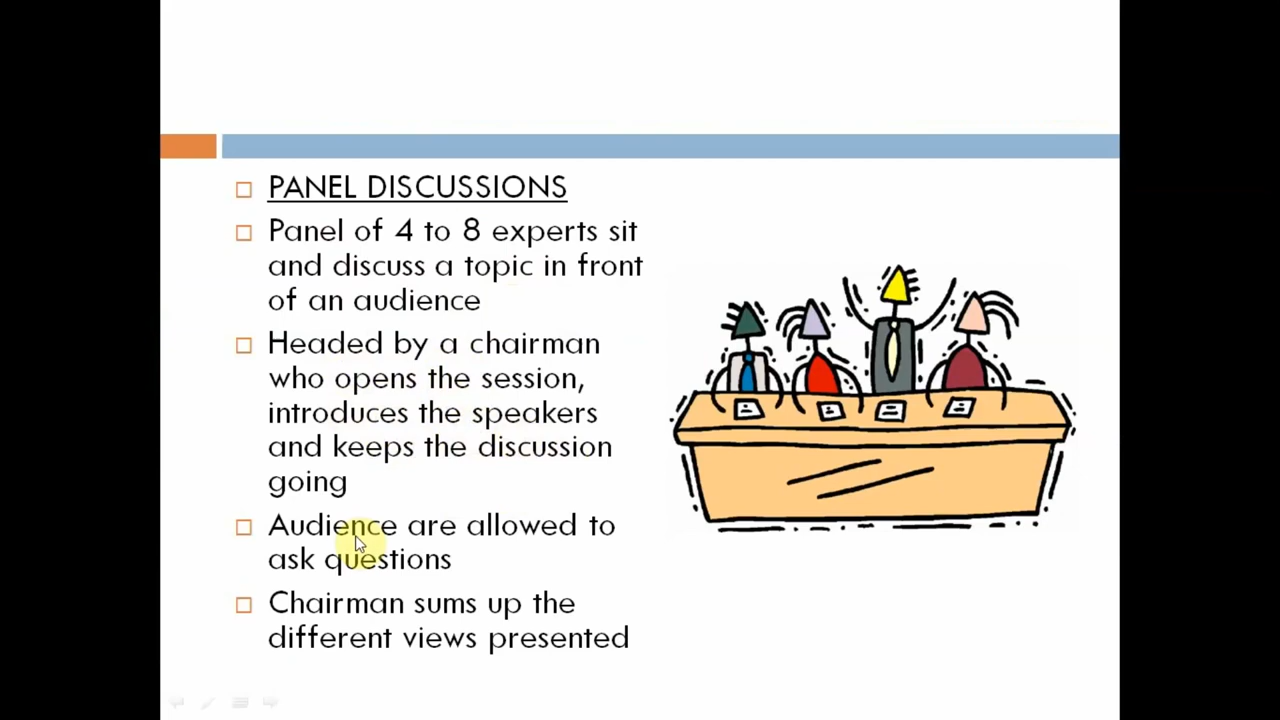 PANEL DISCUSSIONS
Panel of 4 to 8 experts sit
and discuss a topic in front
of an audience
Headed by a chairman
who opens the session,
introduces the speakers
and keeps the discussion
going
Audience are allowed to
ask questions
Chairman sums up the
different views presented